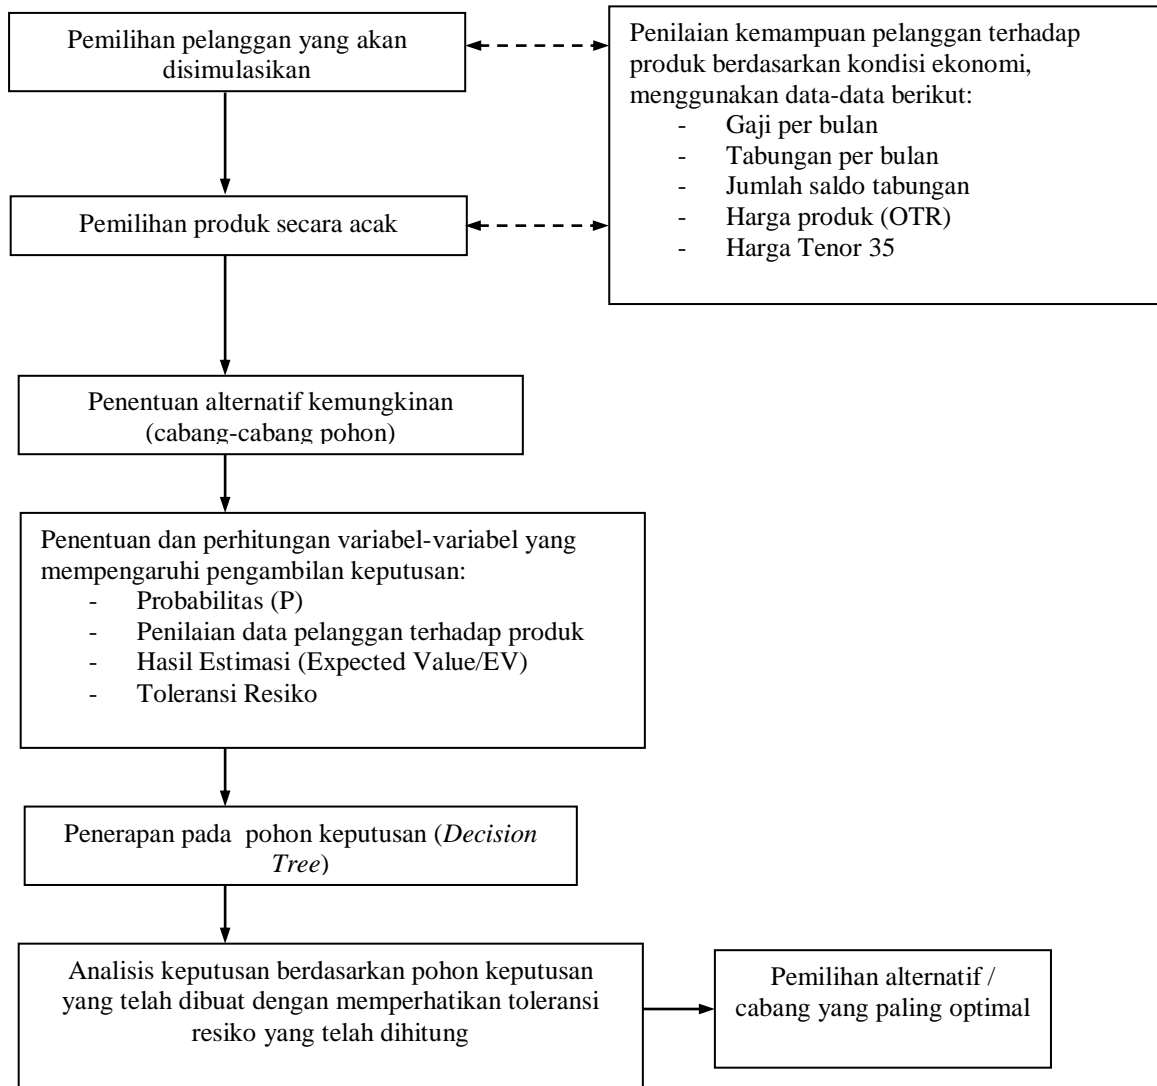 Pemilihan pelanggan yang akan
disimulasikan
Penilaian kemampuan pelanggan terhadap
produk berdasarkan kondisi ekonomi,
menggunakan data-data berikut:
- Gaji per bulan
- Tabungan per bulan
- Jumlah saldo tabungan
- Harga produk (OTR)
- Harga Tenor 35
Pemilihan produk secara acak
Penentuan alternatif kemungkinan
(cabang-cabang pohon)
Penentuan dan perhitungan variabel-variabel yang
mempengaruhi pengambilan keputusan:
- Probabilitas (P)
- Penilaian data pelanggan terhadap produk
- Hasil Estimasi (Expected Value/EV)
- Toleransi Resiko
Penerapan pada pohon keputusan (Decision
Tree)
Analisis keputusan berdasarkan pohon keputusan
yang telah dibuat dengan memperhatikan toleransi
resiko yang telah dihitung
Pemilihan alternatif /
cabang yang paling optimal